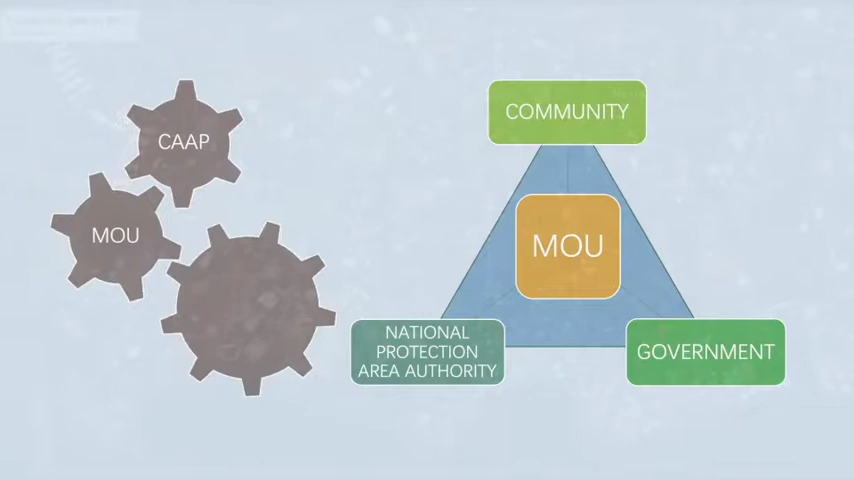 CAAP
MOU
COMMUNITY
MOU
NATIONAL
PROTECTION
AREA AUTHORITY
GOVERNMENT